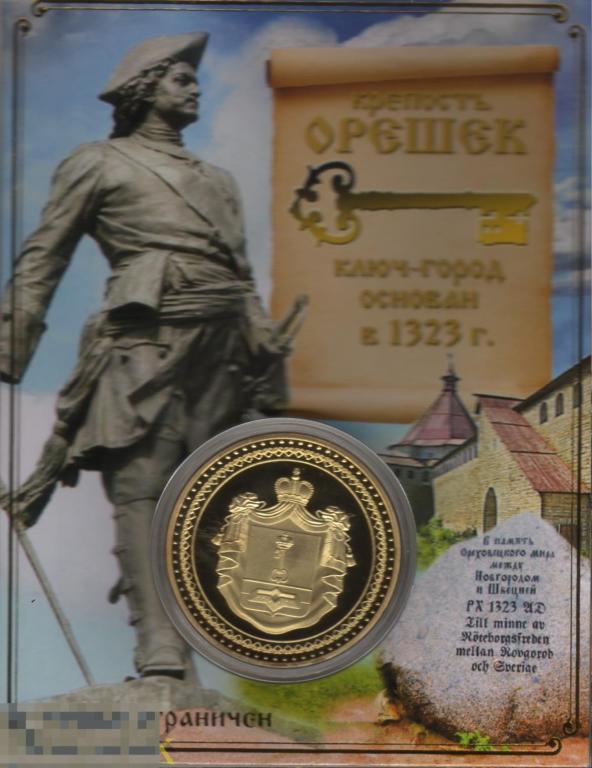 крепость
ОРЕШЕК
ключ-город
основан
в 1323 г.
В память
Ореховецкого мира
между
Новгородом
и Швецией
РХ 1323 AD
Till minne av
Nöteborgsfreden
mellan Novgorod
och Sverige
граничен